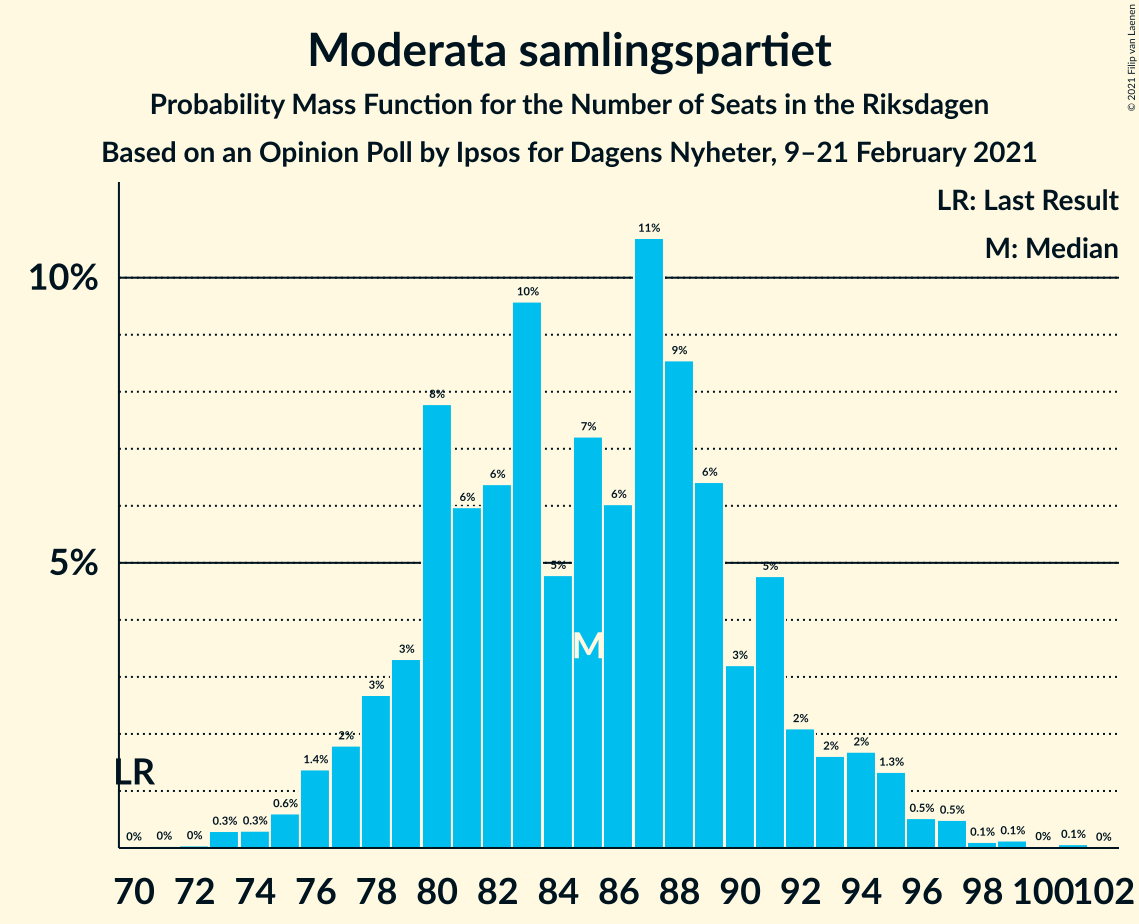 © 2021 Filip van Laenen
Moderata samlingspartiet
Probability Mass Function for the Number of Seats in the Riksdagen
Based on an Opinion Poll by Ipsos for Dagens Nyheter, 9–21 February 2021
LR: Last Result
M: Median
10%
5%
LR
M
0% 0% 0% 0.3% 0.3% 0.6% 1.4% 2% 3% 3% 8% 6% 6% 10% 5% 7% 6% 11% 9% 6% 3% 5% 2% 2% 2% 1.3% 0.5% 0.5% 0.1% 0.1% 0% 0.1% 0%
70 72 74 76 78 80 82 84 86 88 90 92 94 96 98 100 102